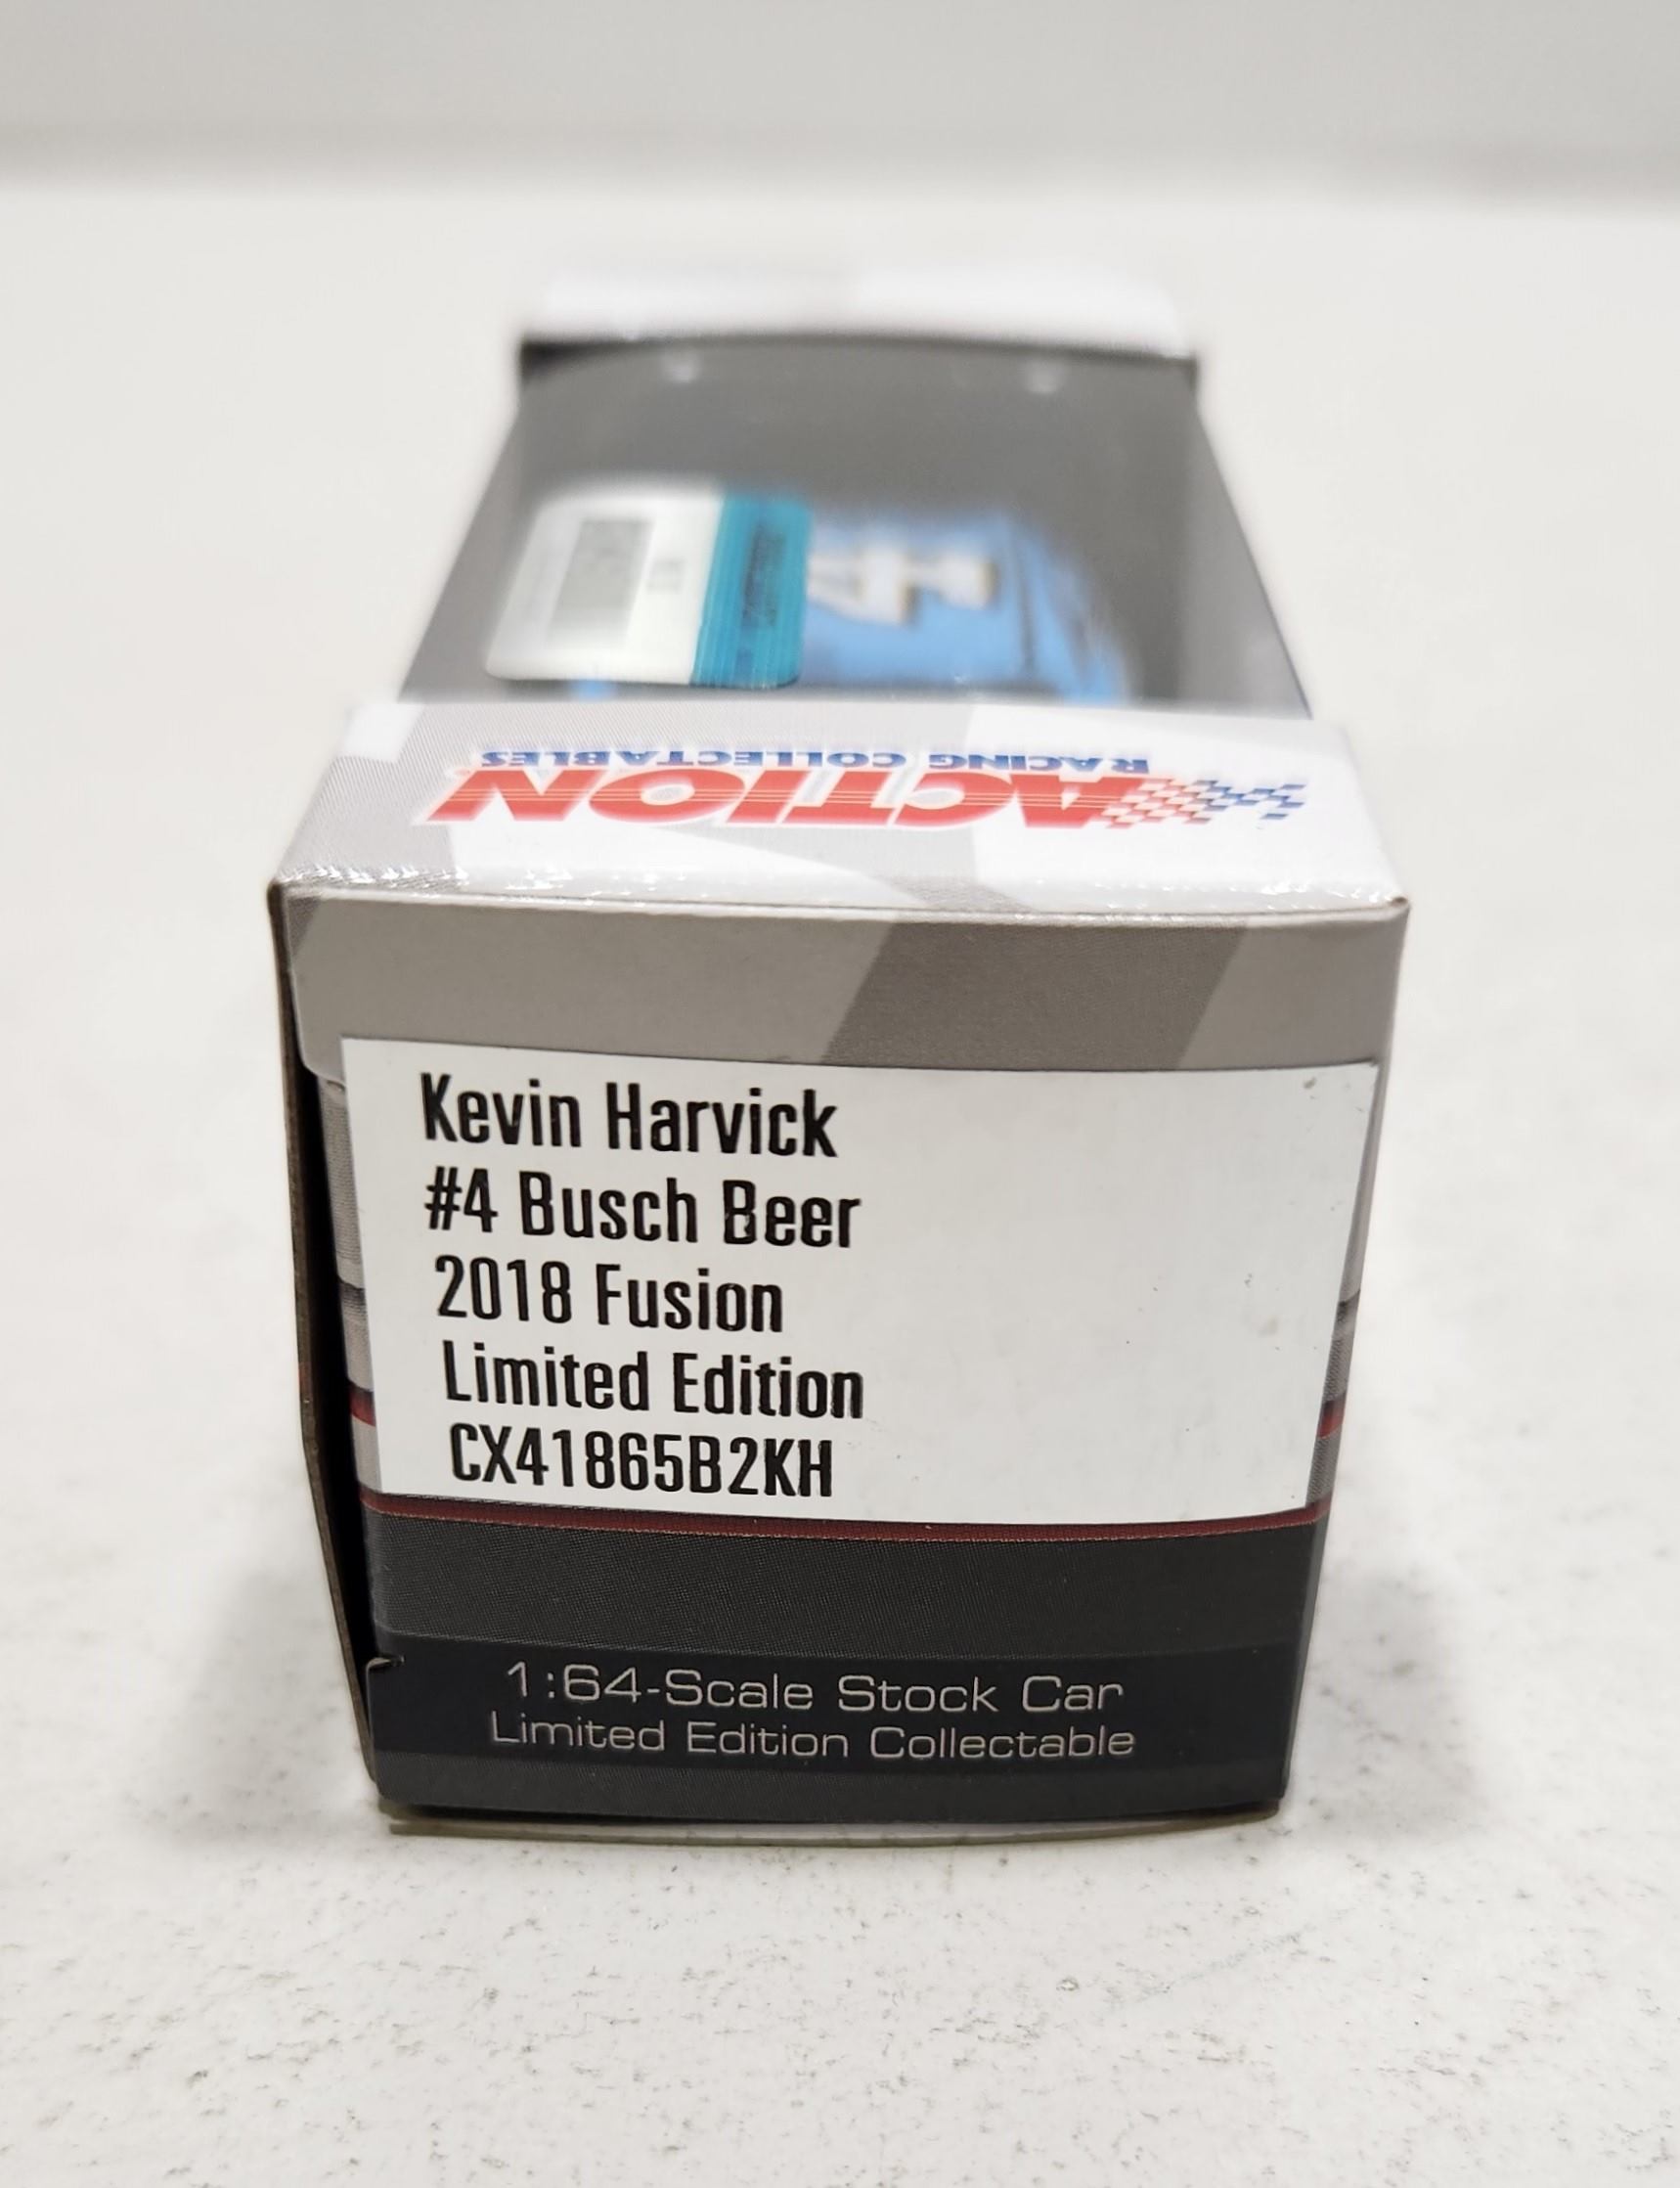 4
RACING COLLECTABLES
ACTION
Kevin Harvick
#4 Busch Beer
2018 Fusion
Limited Edition
CX41865B2KH
1:64-Scale Stock Car
Limited Edition Collectable